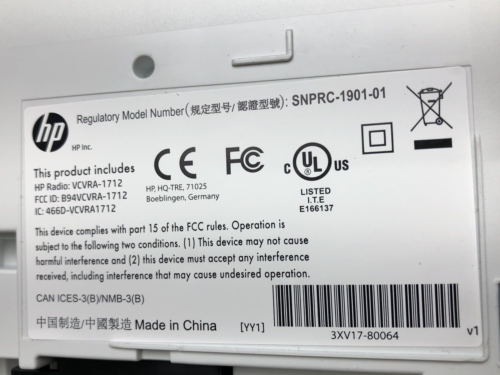 Regulatory Model Number(规定型号/ 認證型號): SNPRC-1901-01
hp
HP Inc.
This product includes
HP Radio: VCVRA-1712
FCC ID: B94VCVRA-1712
IC: 466D-VCVRA1712
CE
HP, HQ-TRE, 71025
Boeblingen, Germany
FC
c UL US
LISTED
I.T.E
E166137
This device complies with part 15 of the FCC rules. Operation is
subject to the following two conditions. (1) This device may not cause
harmful interference and (2) this device must accept any interference
received, including interference that may cause undesired operation.
CAN ICES-3(B)/NMB-3(B)
中国制造/中國製造 Made in China [YY1]
3XV17-80064
v1